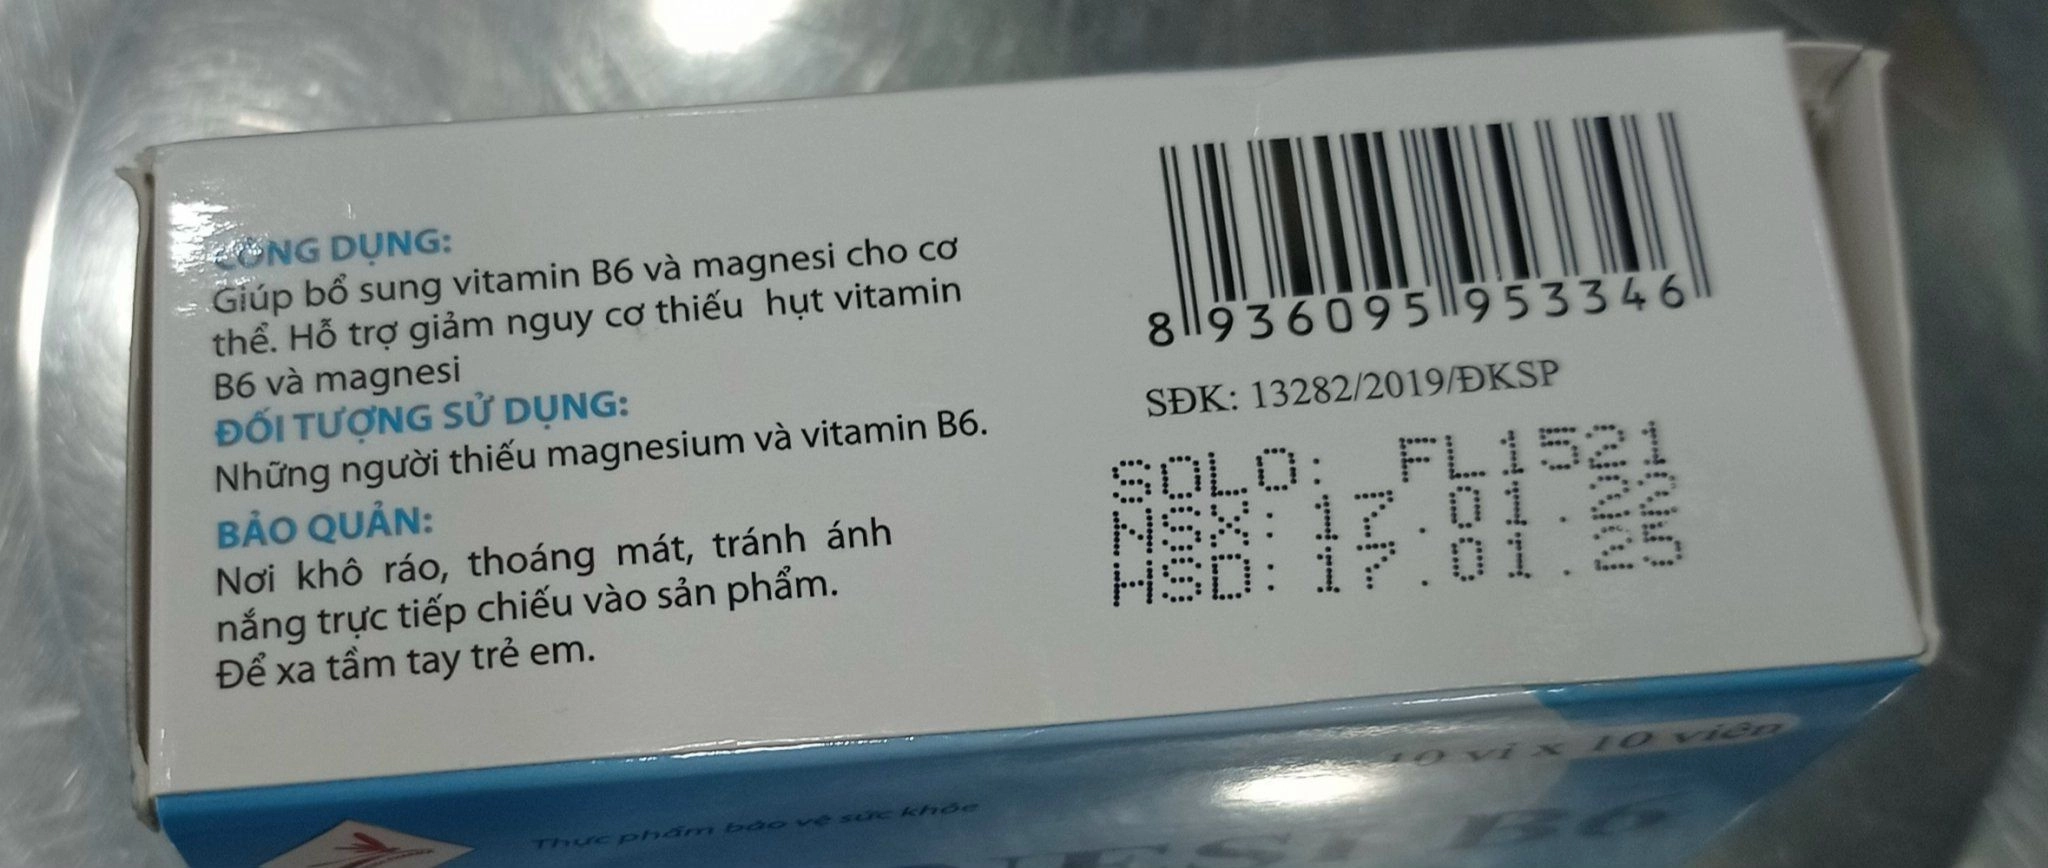 CÔNG DỤNG:
Giúp bổ sung vitamin B6 và magnesi cho cơ
thể. Hỗ trợ giảm nguy cơ thiếu hụt vitamin
B6 và magnesi
ĐỐI TƯỢNG SỬ DỤNG:
Những người thiếu magnesium và vitamin B6.
BẢO QUẢN:
Nơi khô ráo, thoáng mát, tránh ánh
nắng trực tiếp chiếu vào sản phẩm.
Để xa tầm tay trẻ em.
8 936095 953346
SĐK: 13282/2019/ĐKSP
SOLO: FL1521
NSX: 17.01.22
HSD: 17.01.25
10 vỉ x 10 viên
Thực phẩm bảo vệ sức khỏe
B6